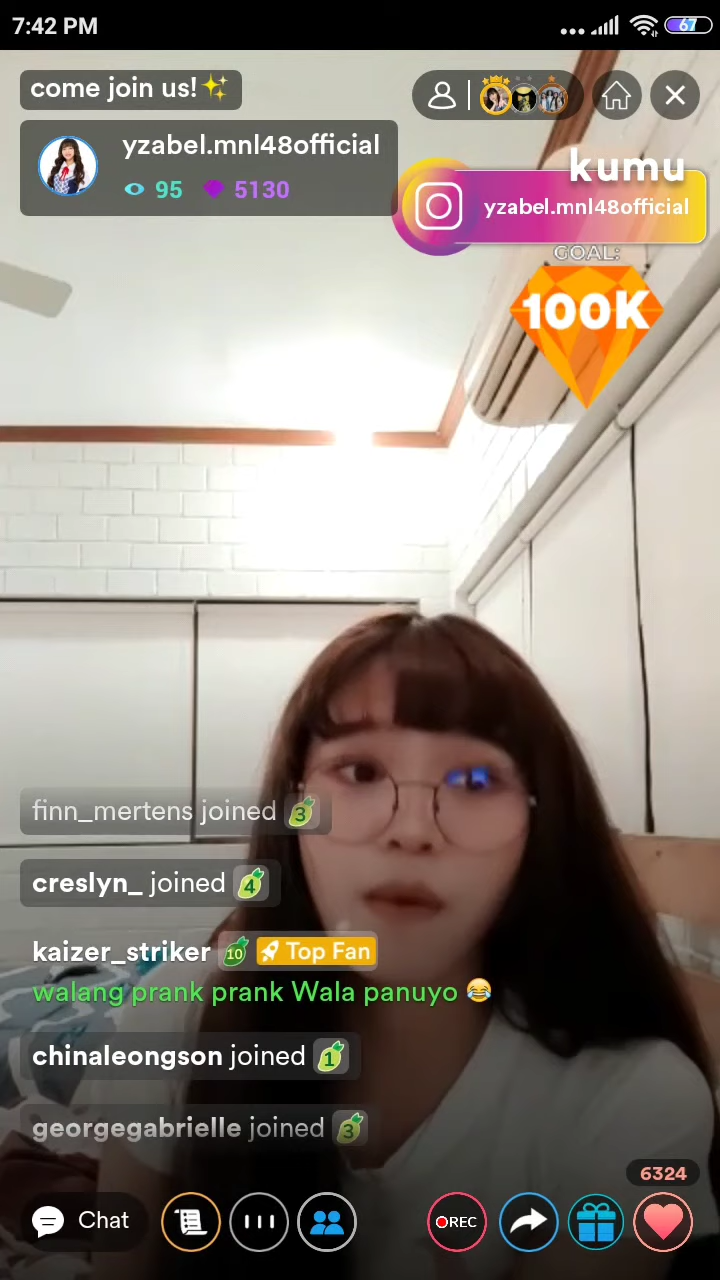 7:42 PM
67
come join us!✨
yzabel.mnl48official
95
5130
kumu
yzabel.mnl48official
GOAL:
100K
finn_mertens joined 3
creslyn_ joined 4
kaizer_striker 10 Top Fan
walang prank prank Wala panuyo 😂
chinaleongson joined 1
georgegabrielle joined 3
6324
Chat
REC